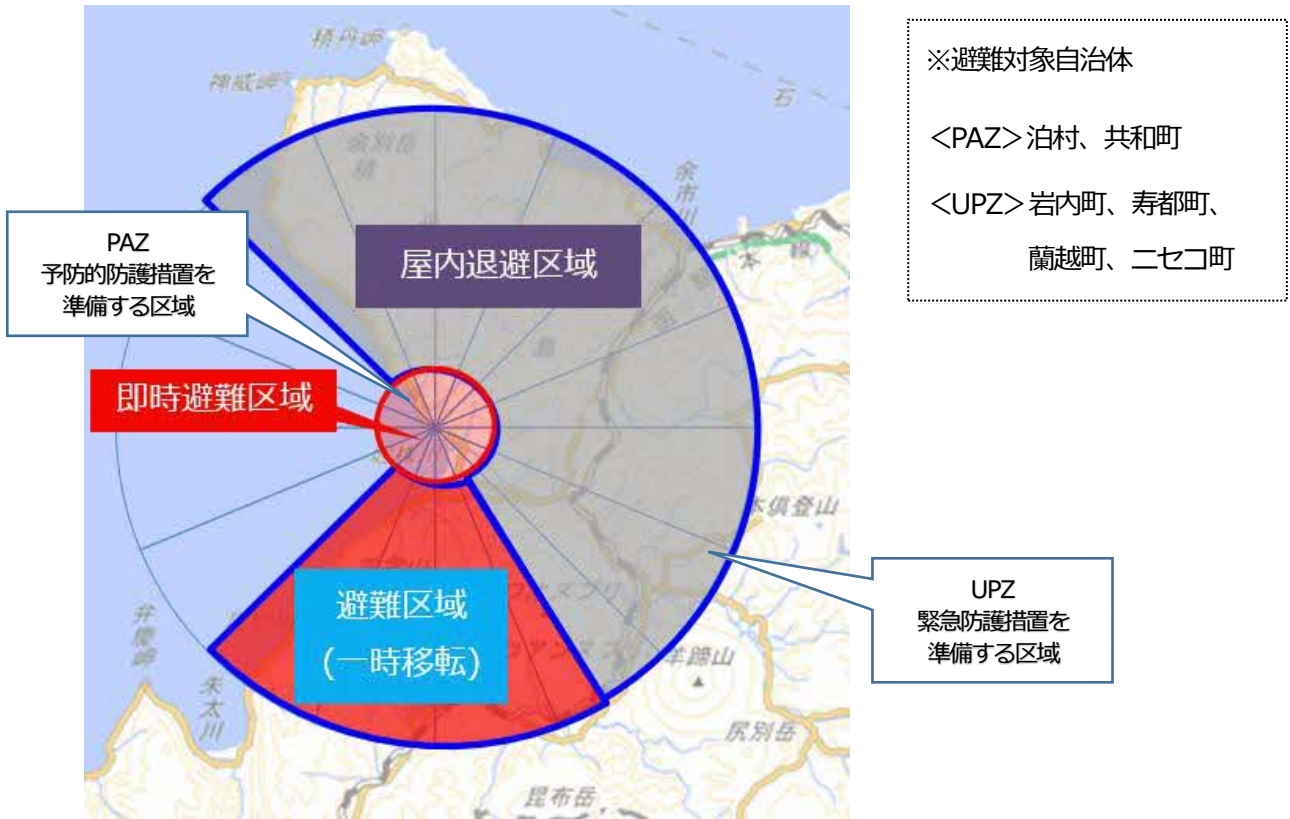 積丹岬
神威岬
石
余別岳
積
余市川
本
線
PAZ
予防的防護措置を
準備する区域
屋内退避区域
※避難対象自治体
<PAZ> 泊村、共和町
<UPZ> 岩内町、寿都町、
蘭越町、ニセコ町
即時避難区域
本倶登山
避難区域
(一時移転)
UPZ
緊急防護措置を
準備する区域
弁慶岬
朱太川
羊蹄山
尻別岳
昆布岳